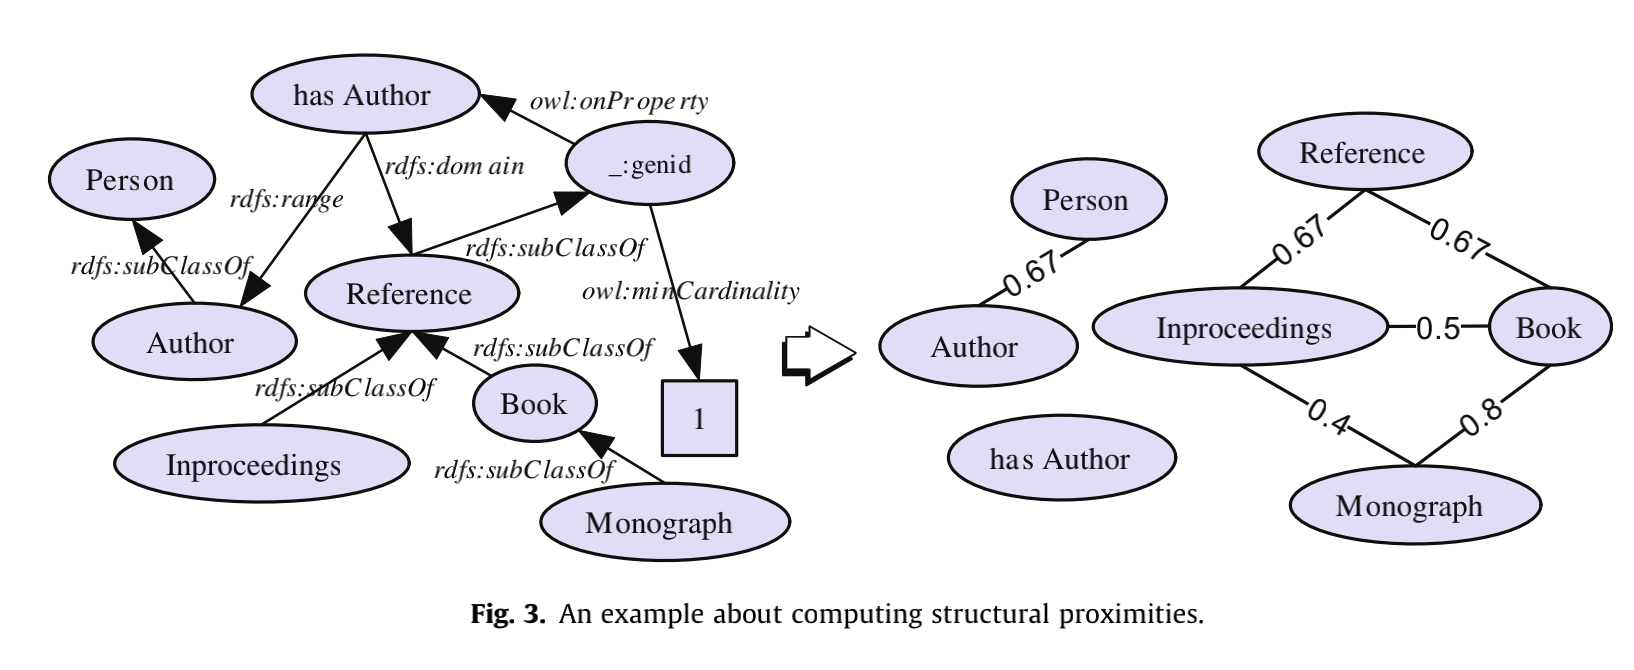 has Author
owl:onProperty
Person
rdfs:domain
_:genid
rdfs:range
rdfs:subClassOf
rdfs:subClassOf
Reference
owl:minCardinality
Author
rdfs:subClassOf
rdfs:subClassOf
Book
1
Inproceedings
rdfs:subClassOf
Monograph
Reference
Person
0.67
0.67
0.67
Author
Inproceedings
0.5
Book
0.4
0.8
has Author
Monograph
Fig. 3. An example about computing structural proximities.